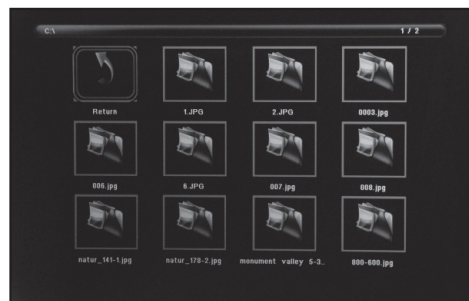 C:\ 1 / 2
Return 1.JPG 2.JPG 0003.jpg
006.jpg 6.JPG 007.jpg 008.jpg
natur_141-1.jpg natur_179-2.jpg monument valley 5-3.. 800-600.jpg